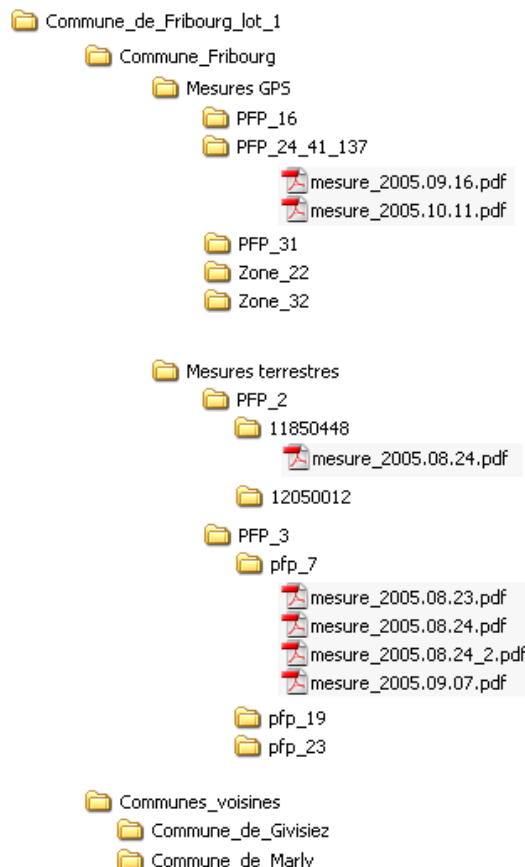 Commune_de_Fribourg_lot_1
Commune_Fribourg
Mesures GPS
PFP_16
PFP_24_41_137
mesure_2005.09.16.pdf
mesure_2005.10.11.pdf
PFP_31
Zone_22
Zone_32
Mesures terrestres
PFP_2
11850448
mesure_2005.08.24.pdf
12050012
PFP_3
pfp_7
mesure_2005.08.23.pdf
mesure_2005.08.24.pdf
mesure_2005.08.24_2.pdf
mesure_2005.09.07.pdf
pfp_19
pfp_23
Communes_voisines
Commune_de_Givisiez
Commune_de_Marly